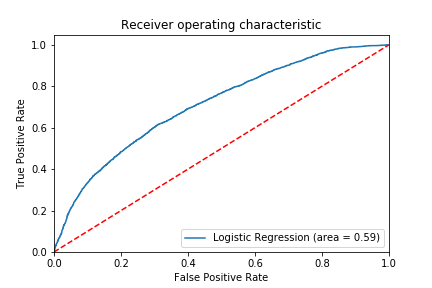 Receiver operating characteristic
True Positive Rate
1.0
0.8
0.6
0.4
0.2
0.0
Logistic Regression (area = 0.59)
0.0 0.2 0.4 0.6 0.8 1.0
False Positive Rate